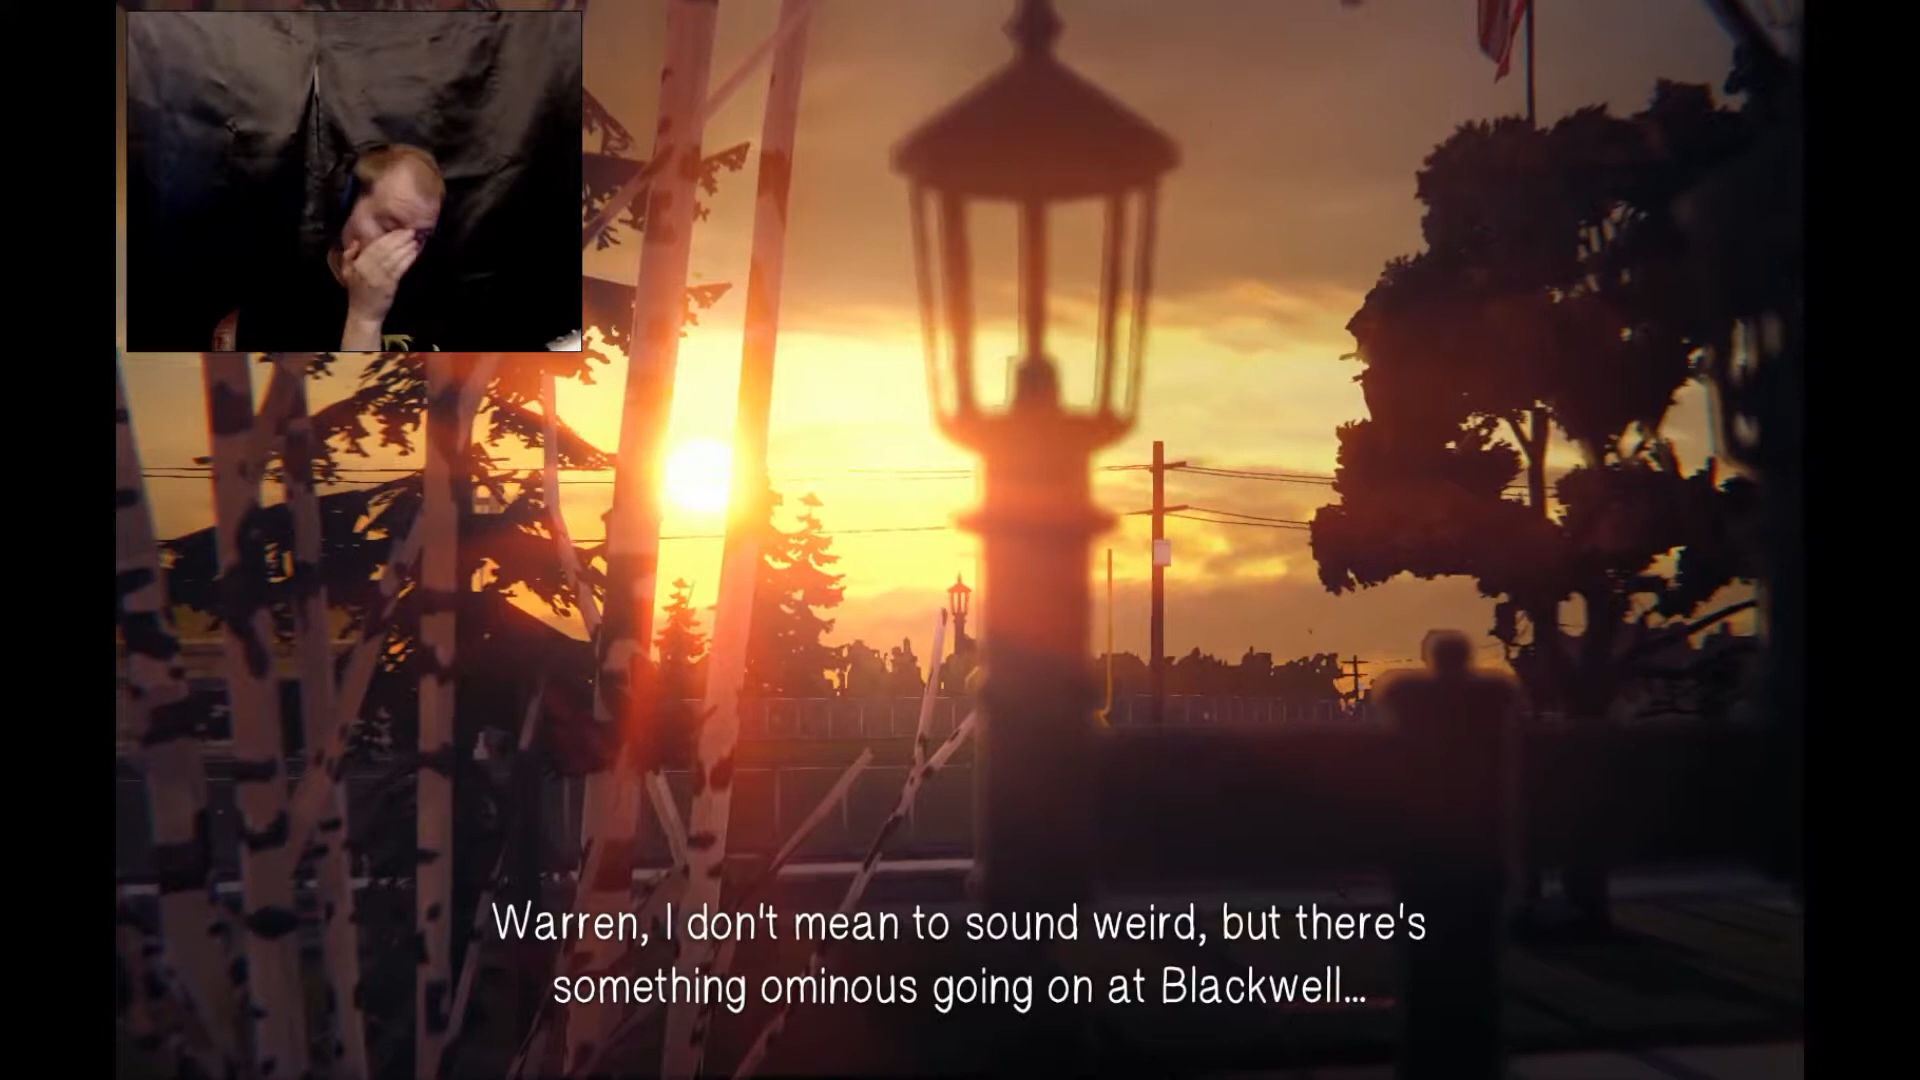 Warren, I don't mean to sound weird, but there's
something ominous going on at Blackwell...